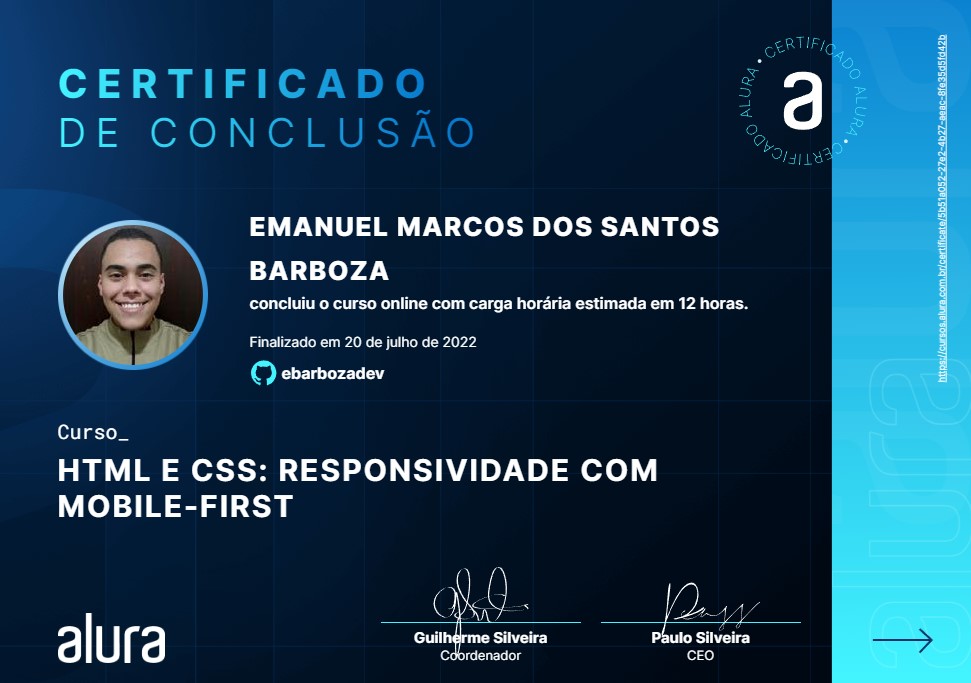 CERTIFICADO
DE CONCLUSÃO
CERTIFICADO ALURA • CERTIFICADO ALURA •
a
EMANUEL MARCOS DOS SANTOS
BARBOZA
concluiu o curso online com carga horária estimada em 12 horas.
Finalizado em 20 de julho de 2022
ebarbozadev
Curso_
HTML E CSS: RESPONSIVIDADE COM
MOBILE-FIRST
alura
Guilherme Silveira
Coordenador
Paulo Silveira
CEO
https://cursos.alura.com.br/certificate/5b51a052-27e2-4b27-aeac-8fe35d5fd42b
alura